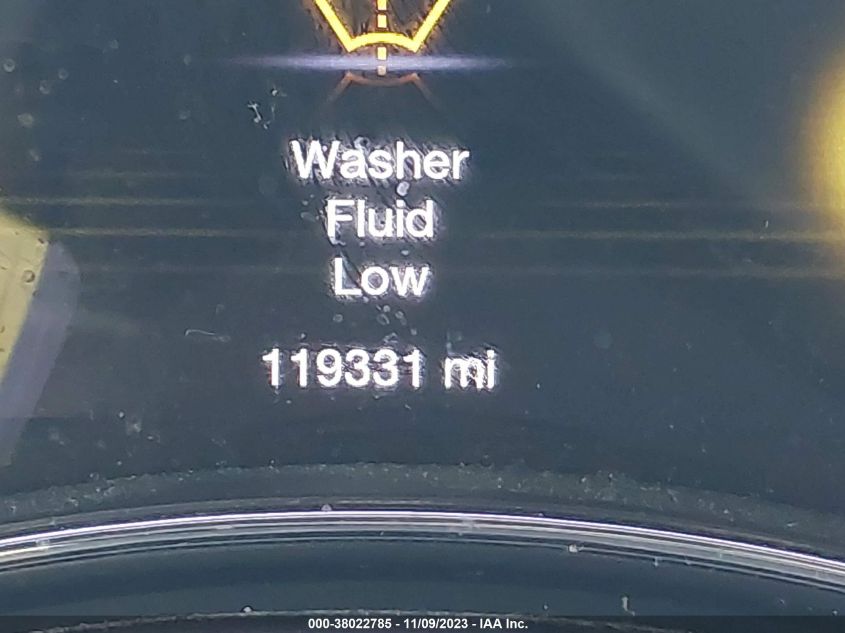 Washer
Fluid
Low
119331 mi
000-38022785 - 11/09/2023 - IAA Inc.